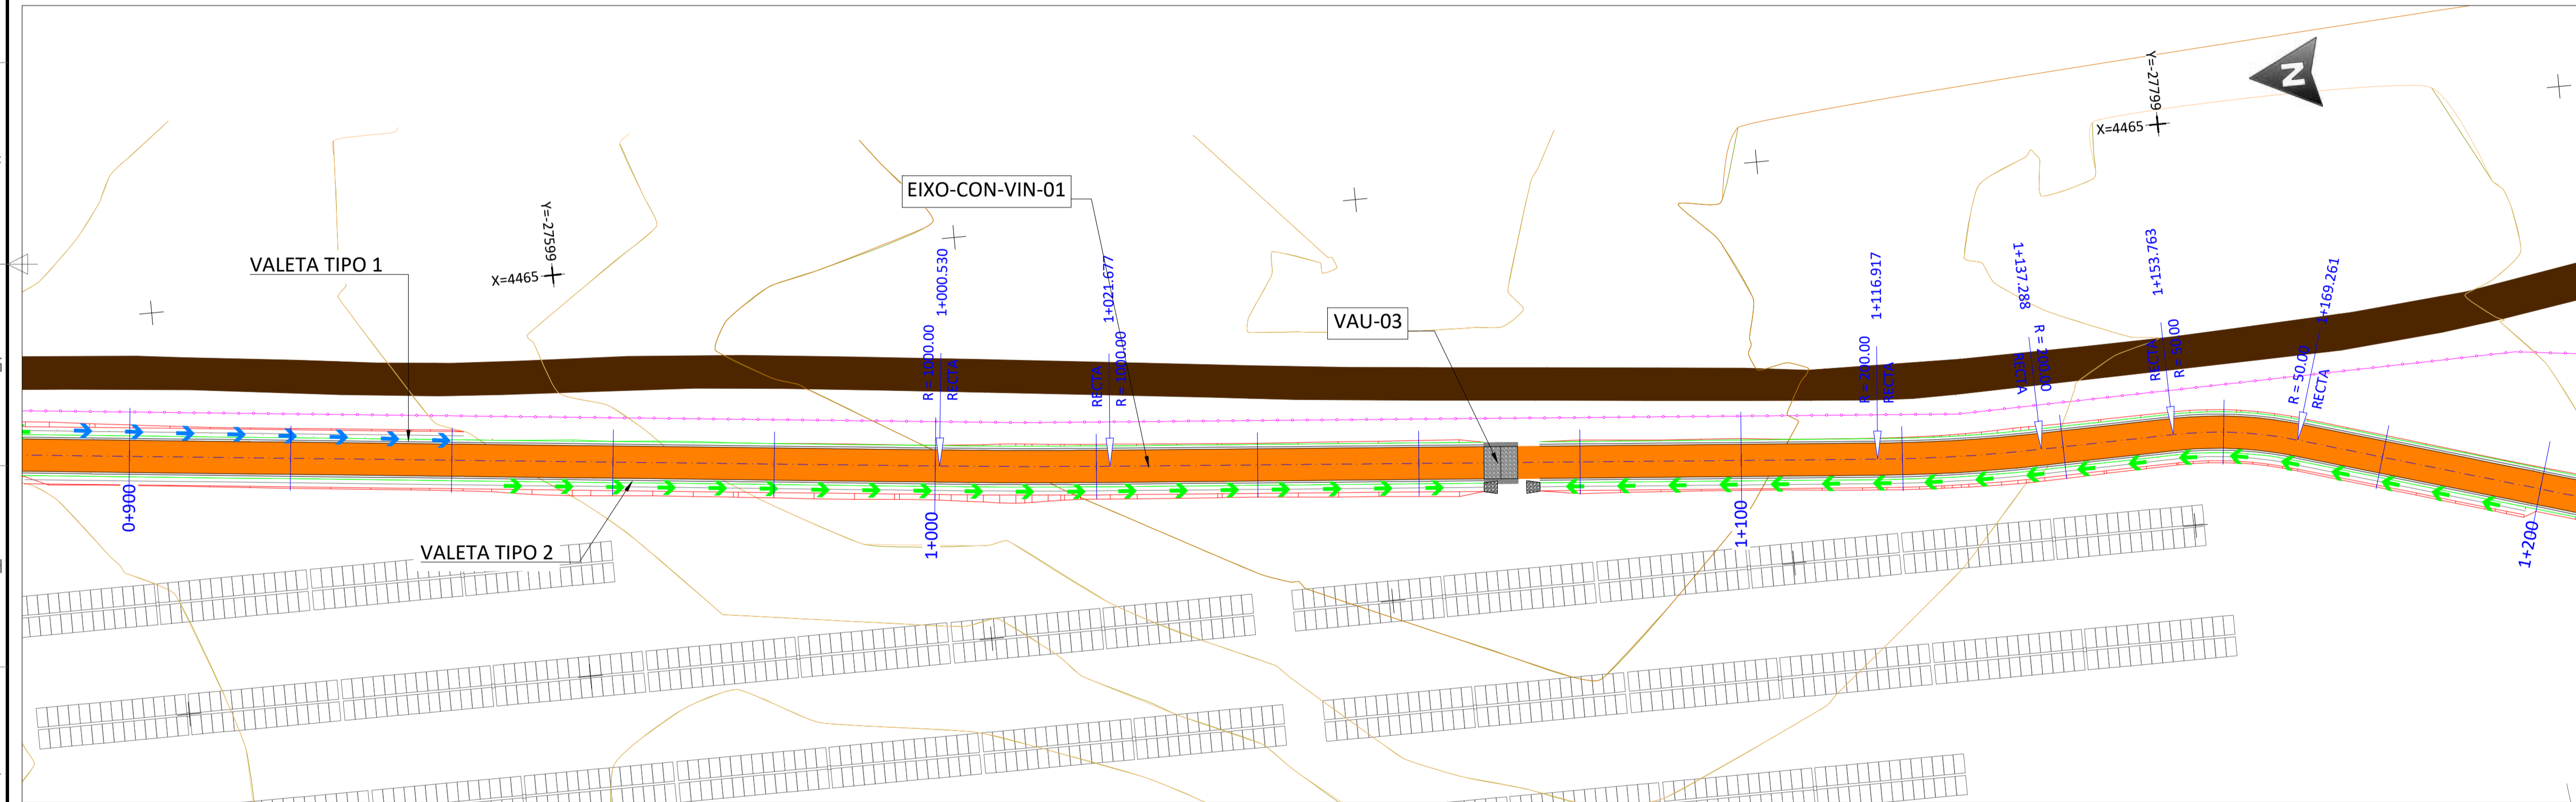 N
Y=-27799
X=4465
EIXO-CON-VIN-01
Y=-27599
X=4465
VALETA TIPO 1
1+000.530
R = 1000.00
RECTA
1+021.677
RECTA
R = 1000.00
VAU-03
1+116.917
R = 200.00
RECTA
1+137.288
R = 200.00
RECTA
1+153.763
RECTA
R = 50.00
1+169.261
R = 50.00
RECTA
0+900
1+000
1+100
1+200
VALETA TIPO 2